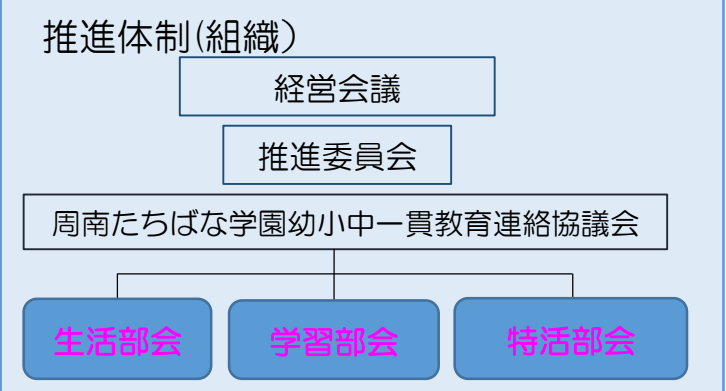 推進体制(組織）
経営会議
推進委員会
周南たちばな学園幼小中一貫教育連絡協議会
生活部会
学習部会
特活部会